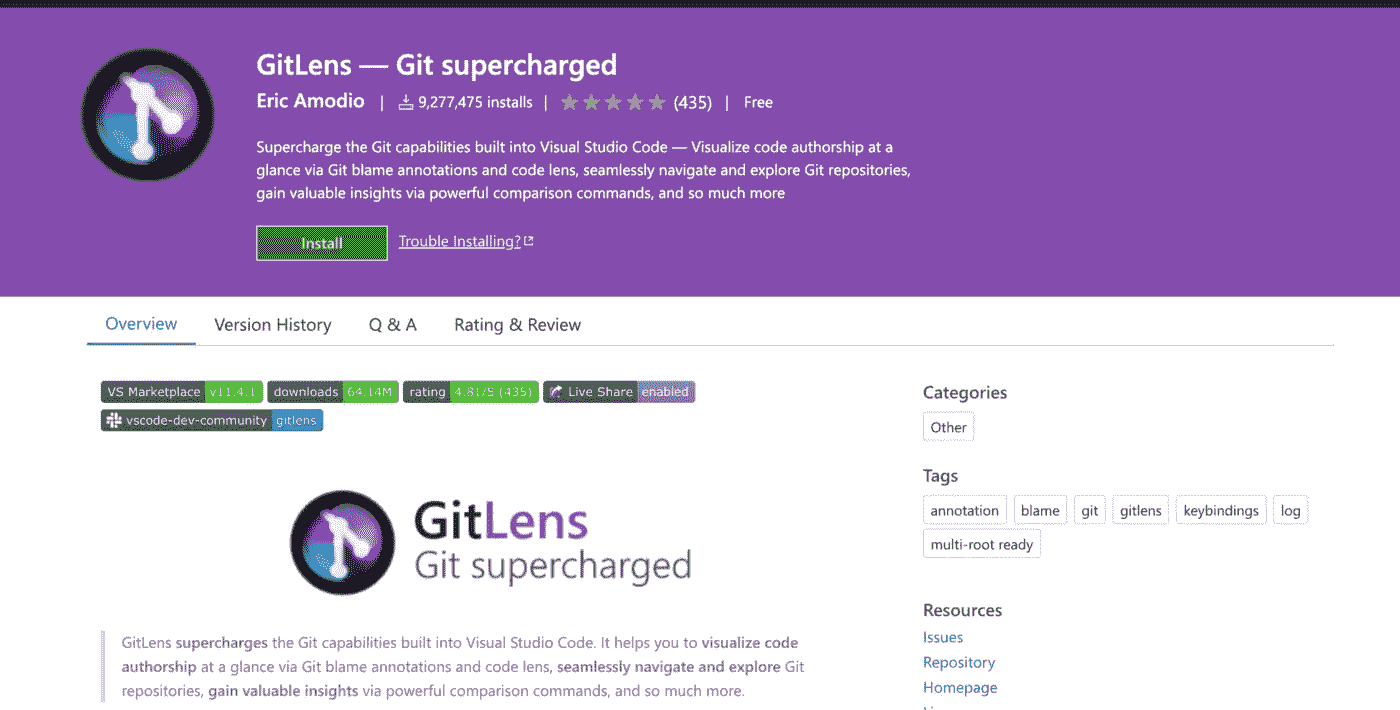 GitLens — Git supercharged
Eric Amodio | 9,277,475 installs | (435) | Free
Supercharge the Git capabilities built into Visual Studio Code — Visualize code authorship at a
glance via Git blame annotations and code lens, seamlessly navigate and explore Git repositories,
gain valuable insights via powerful comparison commands, and so much more
Install Trouble Installing?
Overview Version History Q & A Rating & Review
VS Marketplace v11.4.1 downloads 64.14M rating 4.81/5 (435) Live Share enabled
vscode-dev-community gitlens
GitLens
Git supercharged
GitLens supercharges the Git capabilities built into Visual Studio Code. It helps you to visualize code
authorship at a glance via Git blame annotations and code lens, seamlessly navigate and explore Git
repositories, gain valuable insights via powerful comparison commands, and so much more.
Categories
Other
Tags
annotation blame git gitlens keybindings log
multi-root ready
Resources
Issues
Repository
Homepage